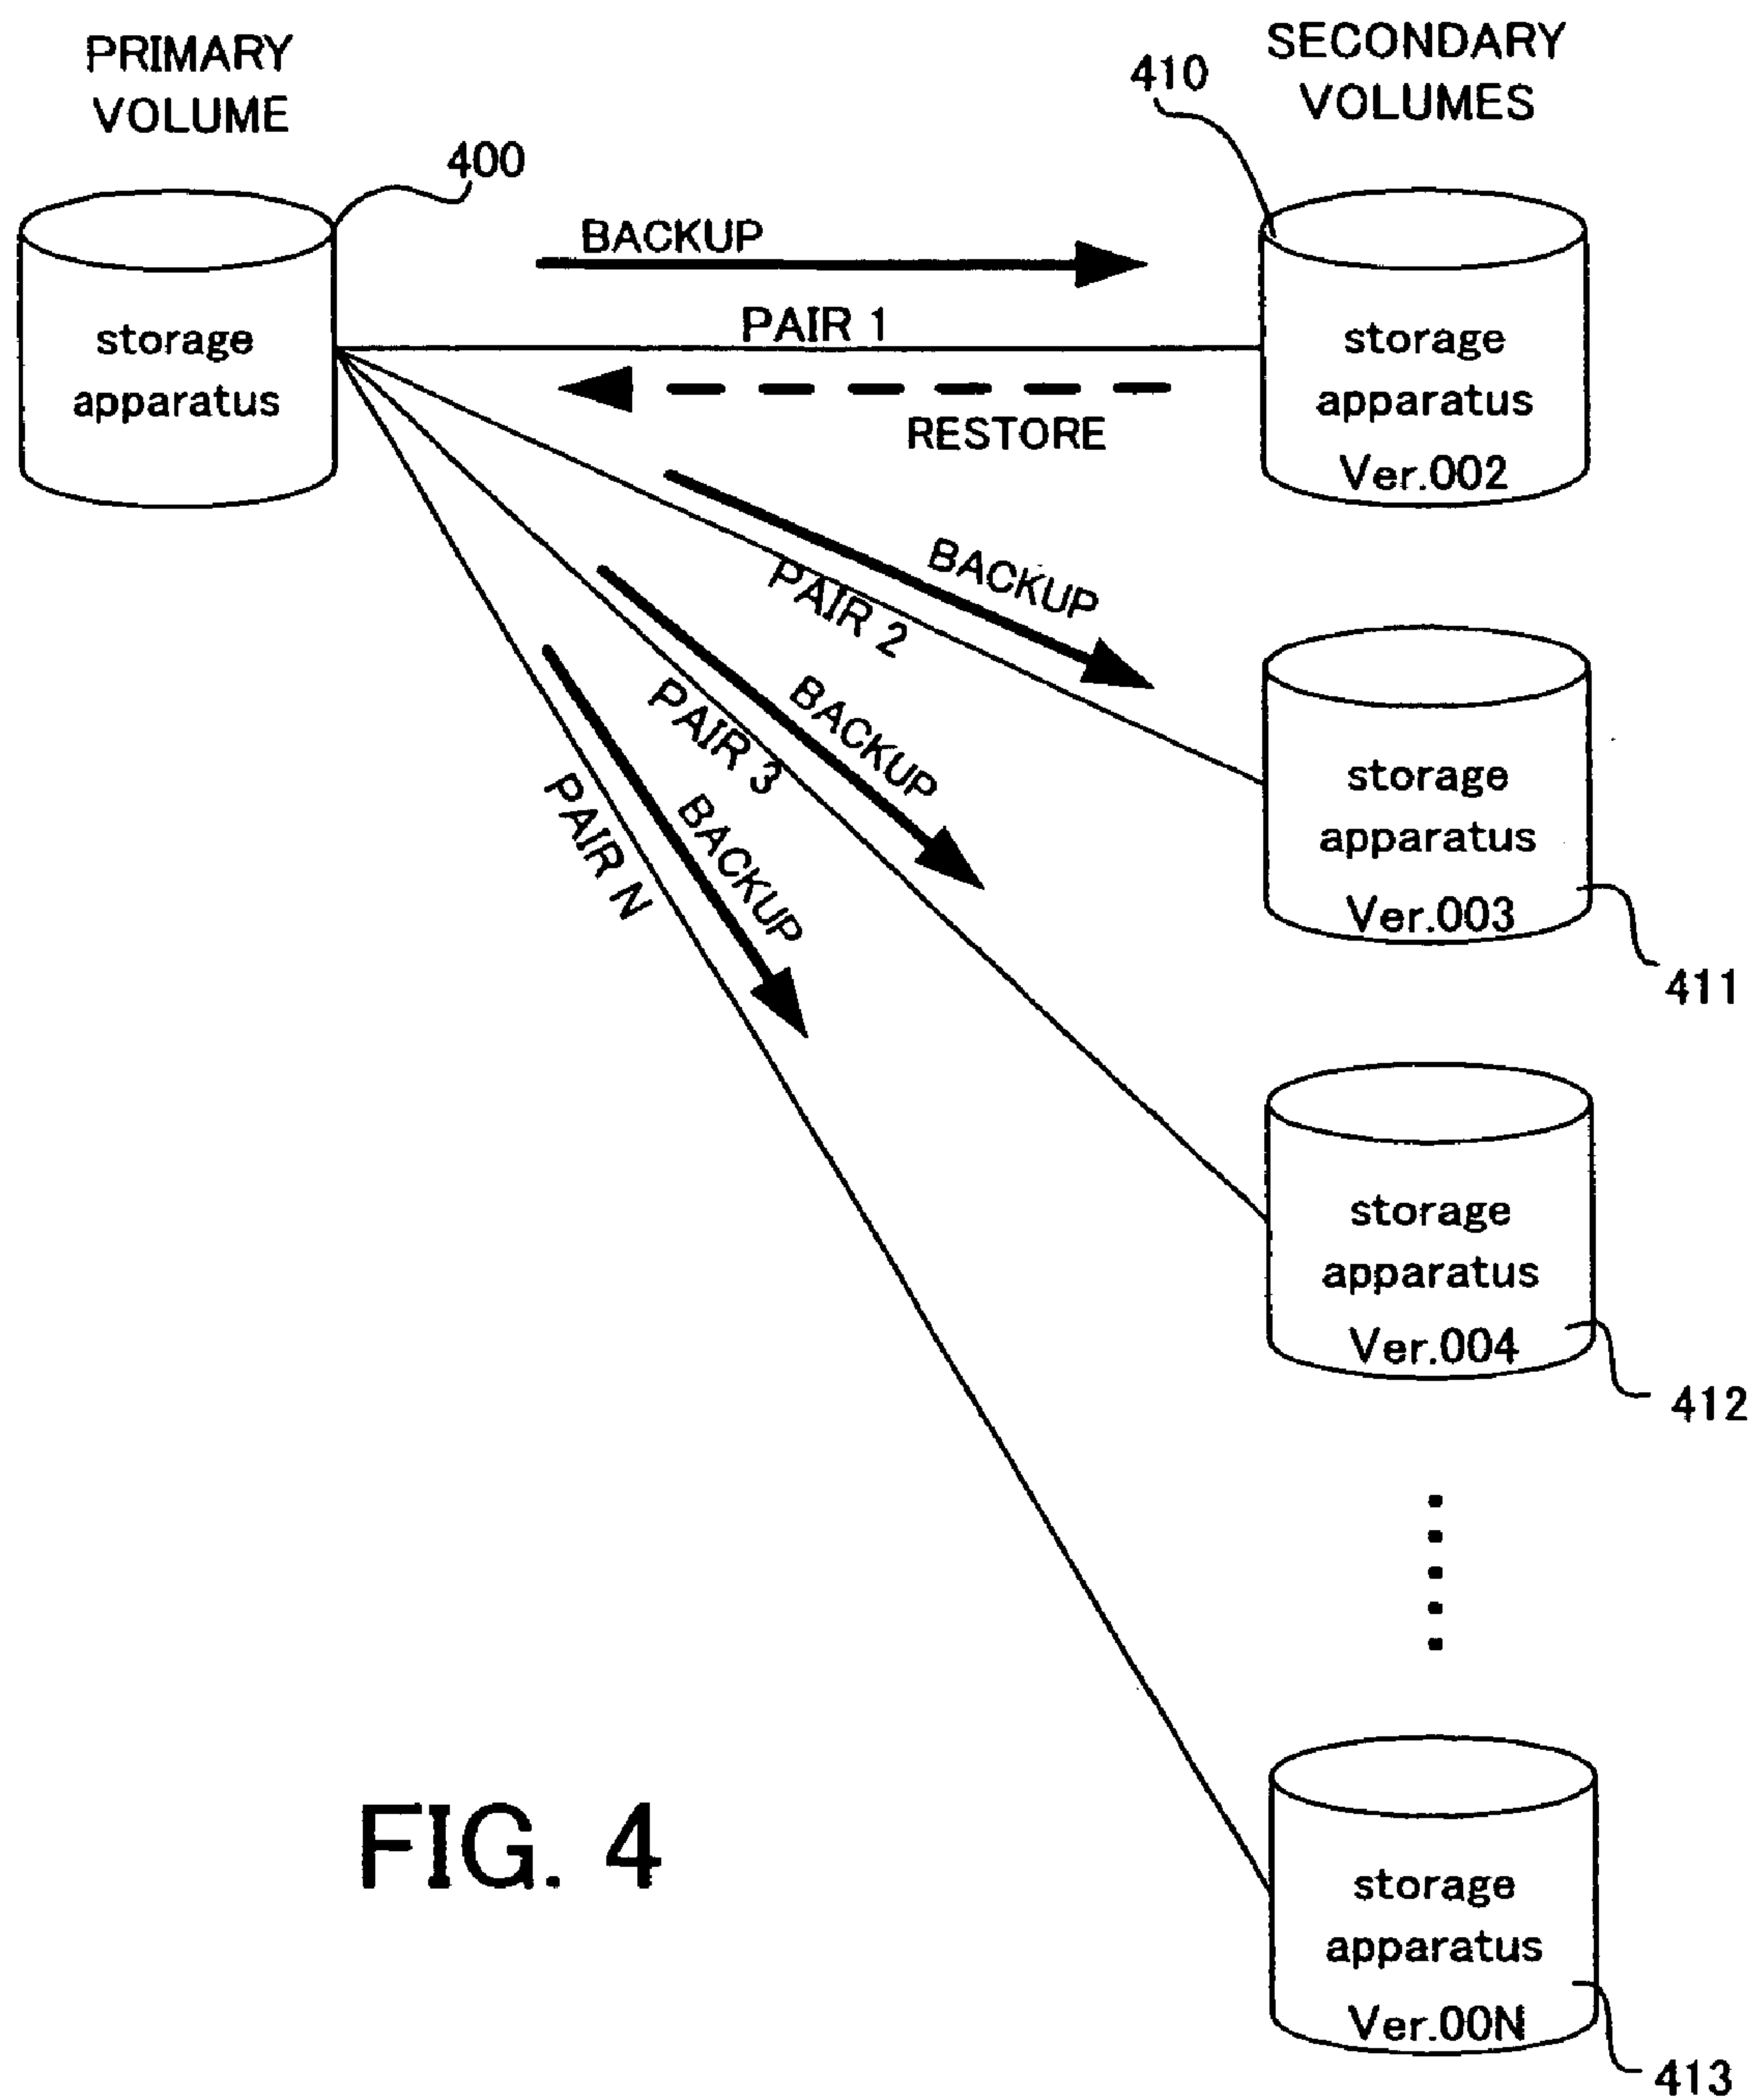 PRIMARY
VOLUME
SECONDARY
VOLUMES
400
410
storage
apparatus
BACKUP
PAIR 1
RESTORE
storage
apparatus
Ver.002
BACKUP
PAIR 2
BACKUP
PAIR 3
BACKUP
PAIR N
storage
apparatus
Ver.003
411
storage
apparatus
Ver.004
412
storage
apparatus
Ver.00N
413
FIG. 4